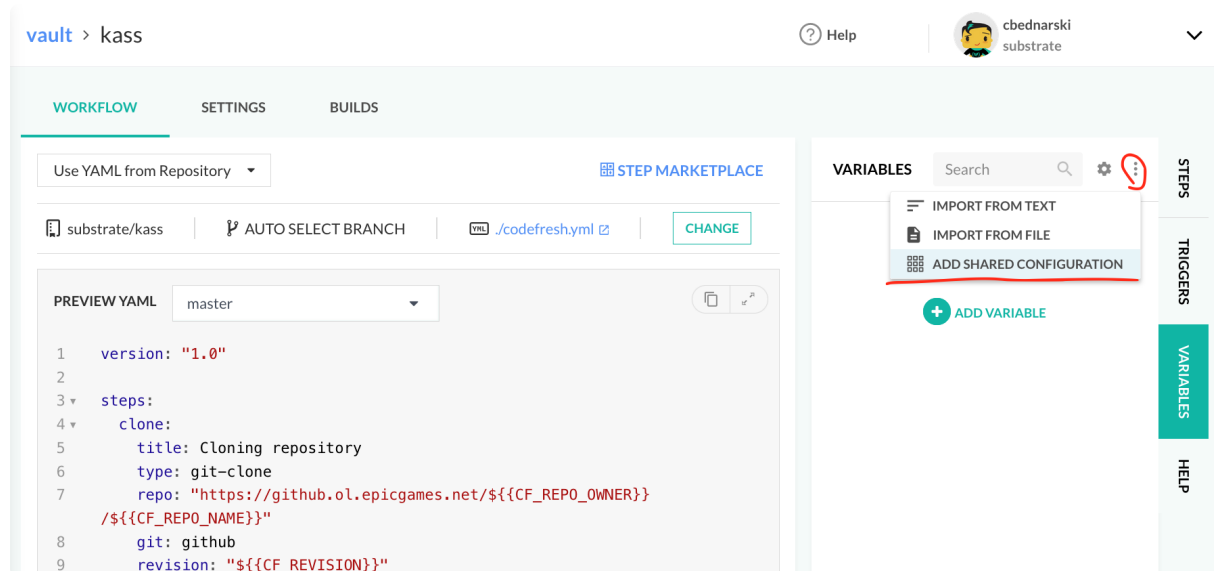 vault > kass
Help
cbednarski
substrate
WORKFLOW SETTINGS BUILDS
Use YAML from Repository
STEP MARKETPLACE
substrate/kass
AUTO SELECT BRANCH
YML ./codefresh.yml
CHANGE
PREVIEW YAML master
1 version: "1.0"
2
3 steps:
4 clone:
5 title: Cloning repository
6 type: git-clone
7 repo: "https://github.ol.epicgames.net/${{CF_REPO_OWNER}}
/${{CF_REPO_NAME}}"
8 git: github
9 revision: "${{CF_REVISION}}"
VARIABLES Search
IMPORT FROM TEXT
IMPORT FROM FILE
ADD SHARED CONFIGURATION
ADD VARIABLE
STEPS
TRIGGERS
VARIABLES
HELP